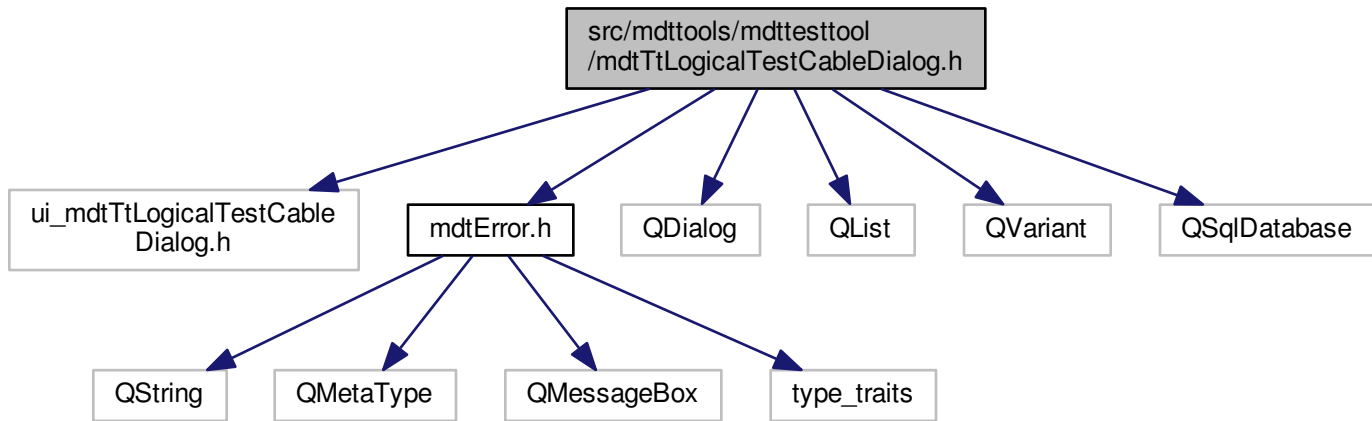 src/mdttools/mdttesttool
/mdtTtLogicalTestCableDialog.h
ui_mdtTtLogicalTestCable
Dialog.h
mdtError.h
QDialog
QList
QVariant
QSqlDatabase
QString
QMetaType
QMessageBox
type_traits